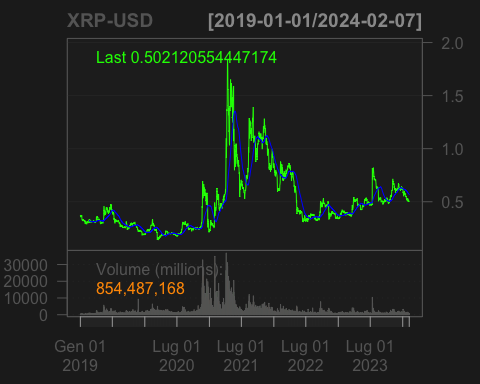 XRP-USD [2019-01-01/2024-02-07]
Last 0.502120554447174
2.0
1.5
1.0
0.5
Volume (millions):
854,487,168
30000
20000
10000
0
Gen 01 Lug 01 Lug 01 Lug 01 Lug 01
2019 2020 2021 2022 2023